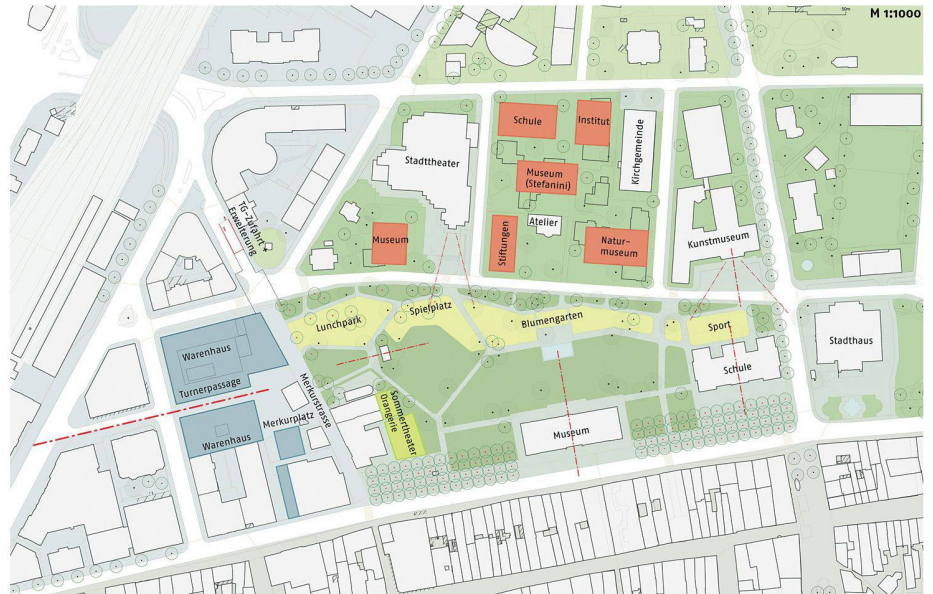 M 1:1000
50m
Schule
Institut
Kirchgemeinde
Stadttheater
Museum
(Stefanini)
Kunstmuseum
TG-Zufahrt
Erweiterung
Museum
Stiftungen
Atelier
Natur-
museum
Lunchpark
Spielplatz
Blumengarten
Sport
Stadthaus
Warenhaus
Turnerpassage
Merkurstrasse
Schule
Warenhaus
Merkurplatz
Sommertheater
Orangerie
Museum